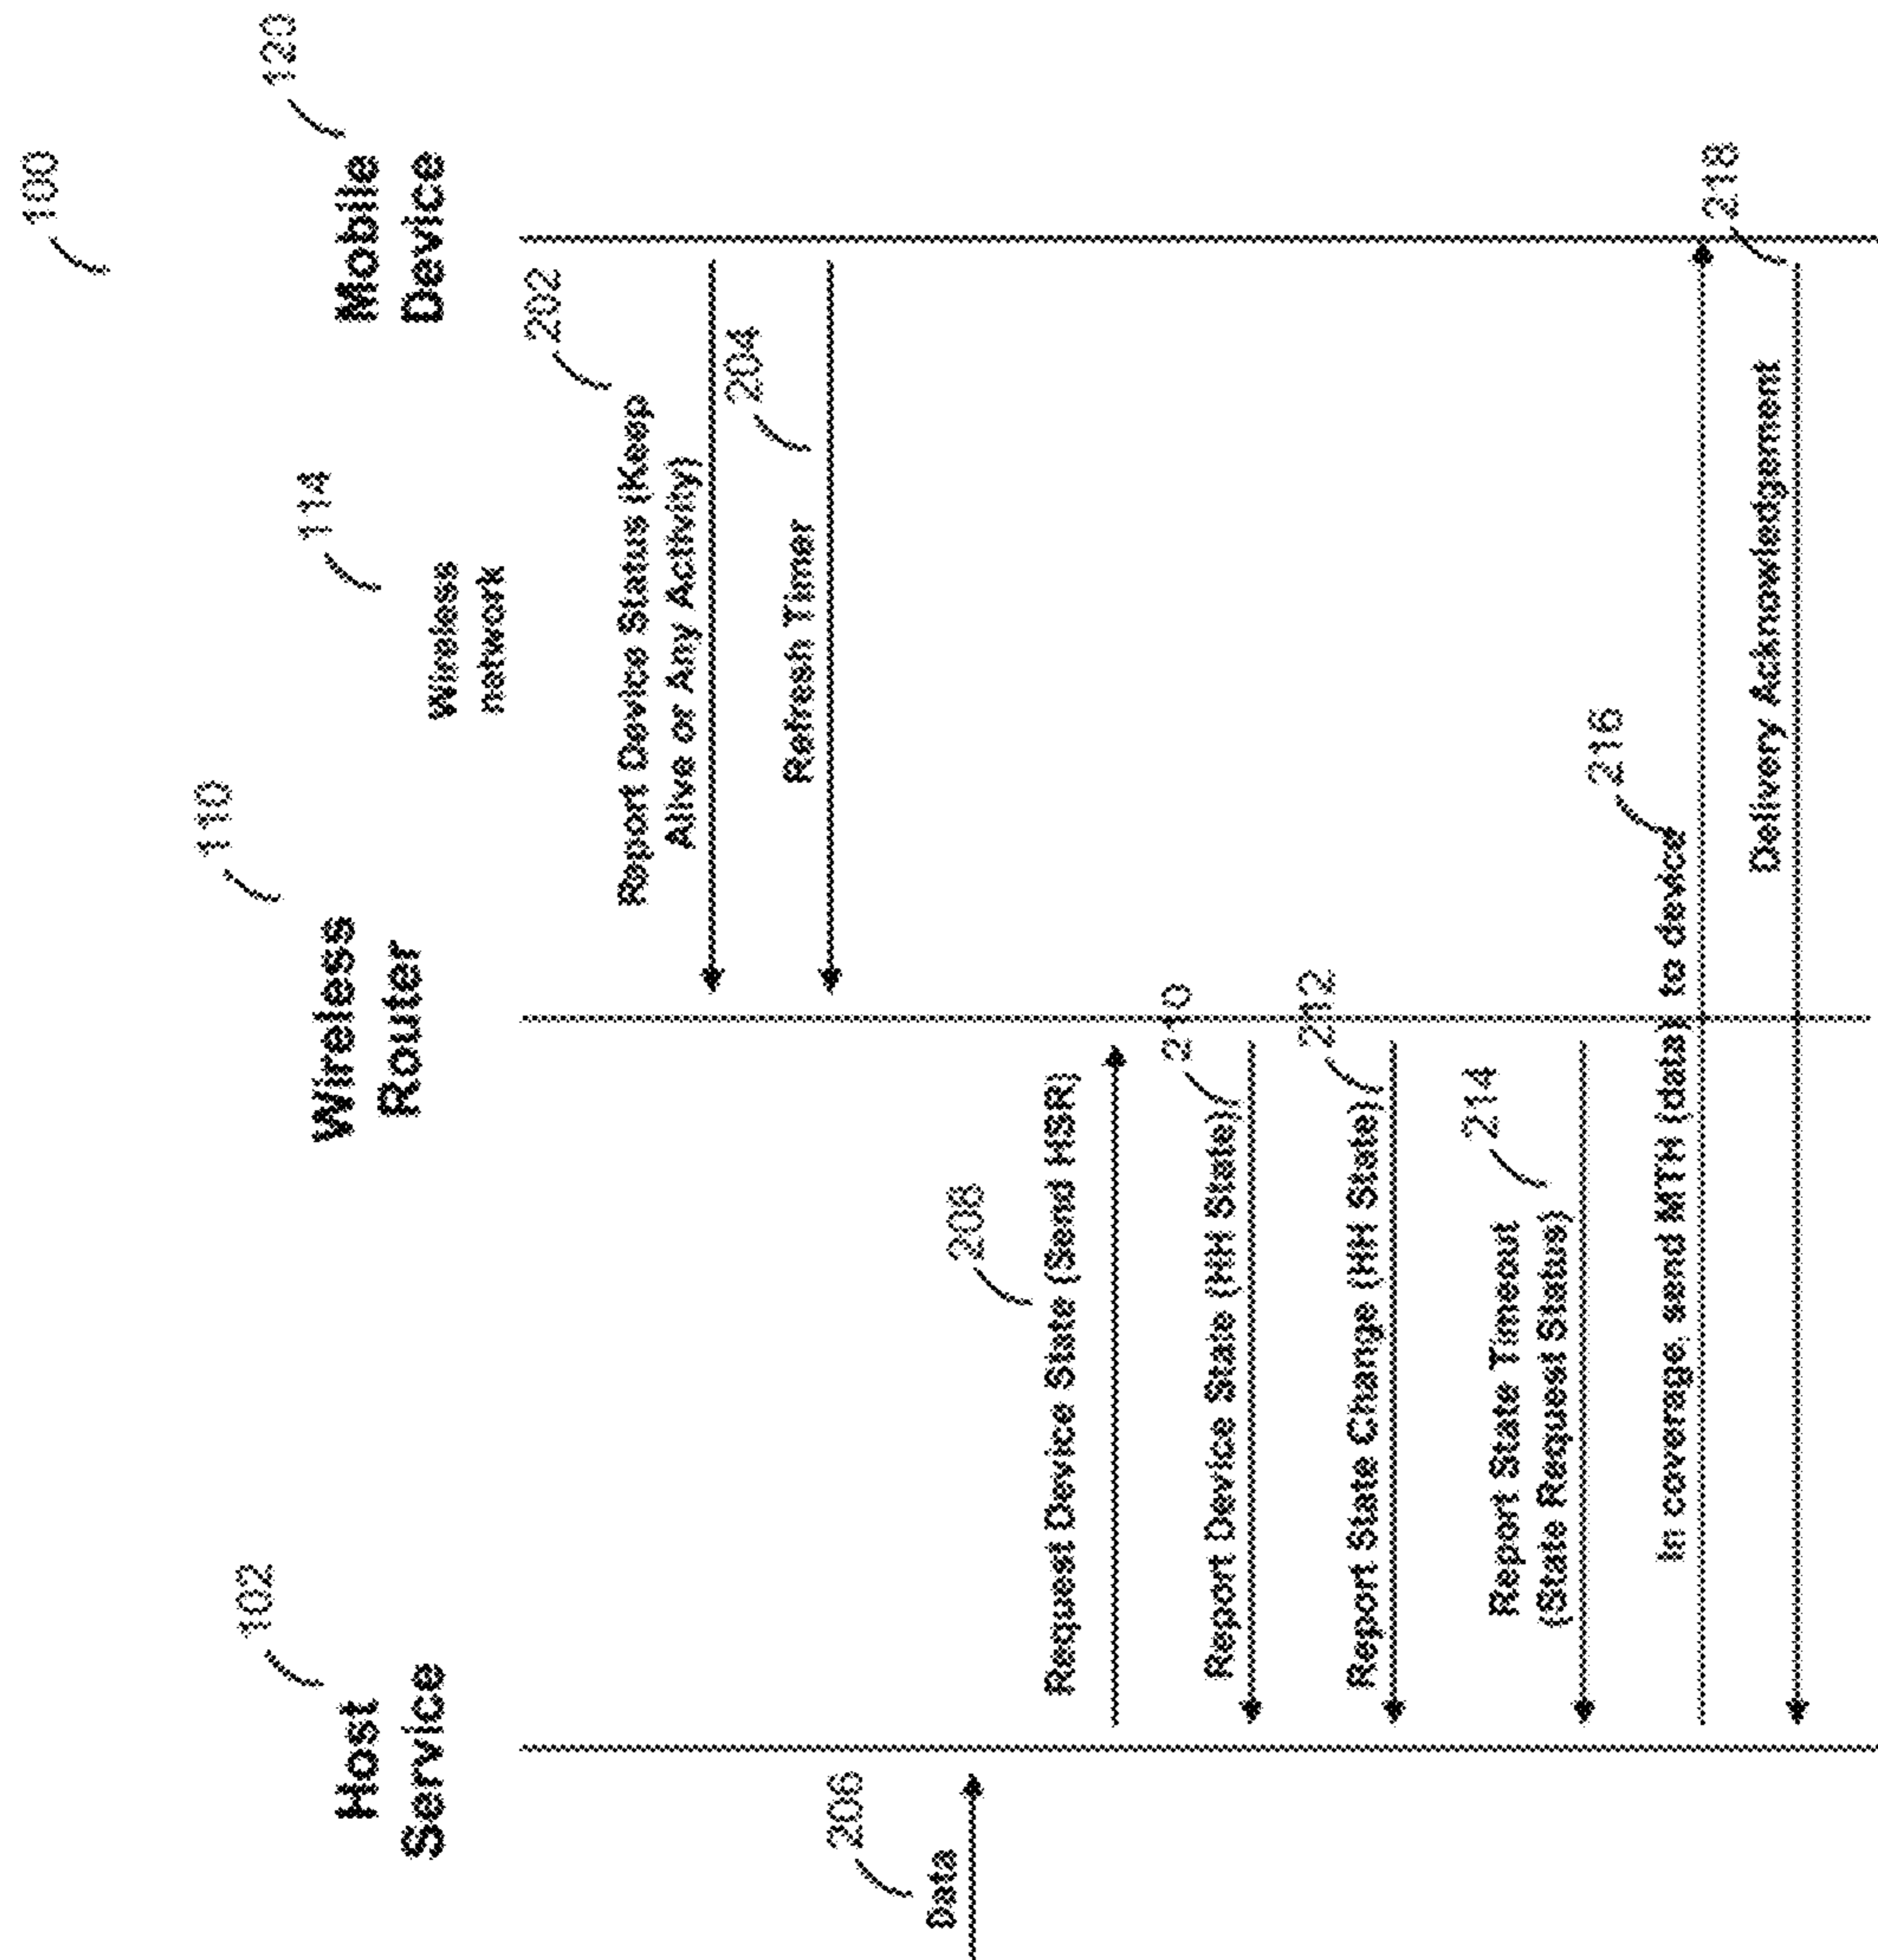 100
120
114
110
102
Mobile
Device
Wireless
network
Wireless
Router
Host
Service
202
Report Device Status (Keep
Alive or Any Activity)
204
Refresh Timer
206
Data
208
Request Device State (Send HSR)
210
Report Device State (HH State)
212
Report State Change (HH State)
214
Report State Timeout
(State Request Status)
216
In coverage, send MTH (data) to device
218
Delivery Acknowledgement